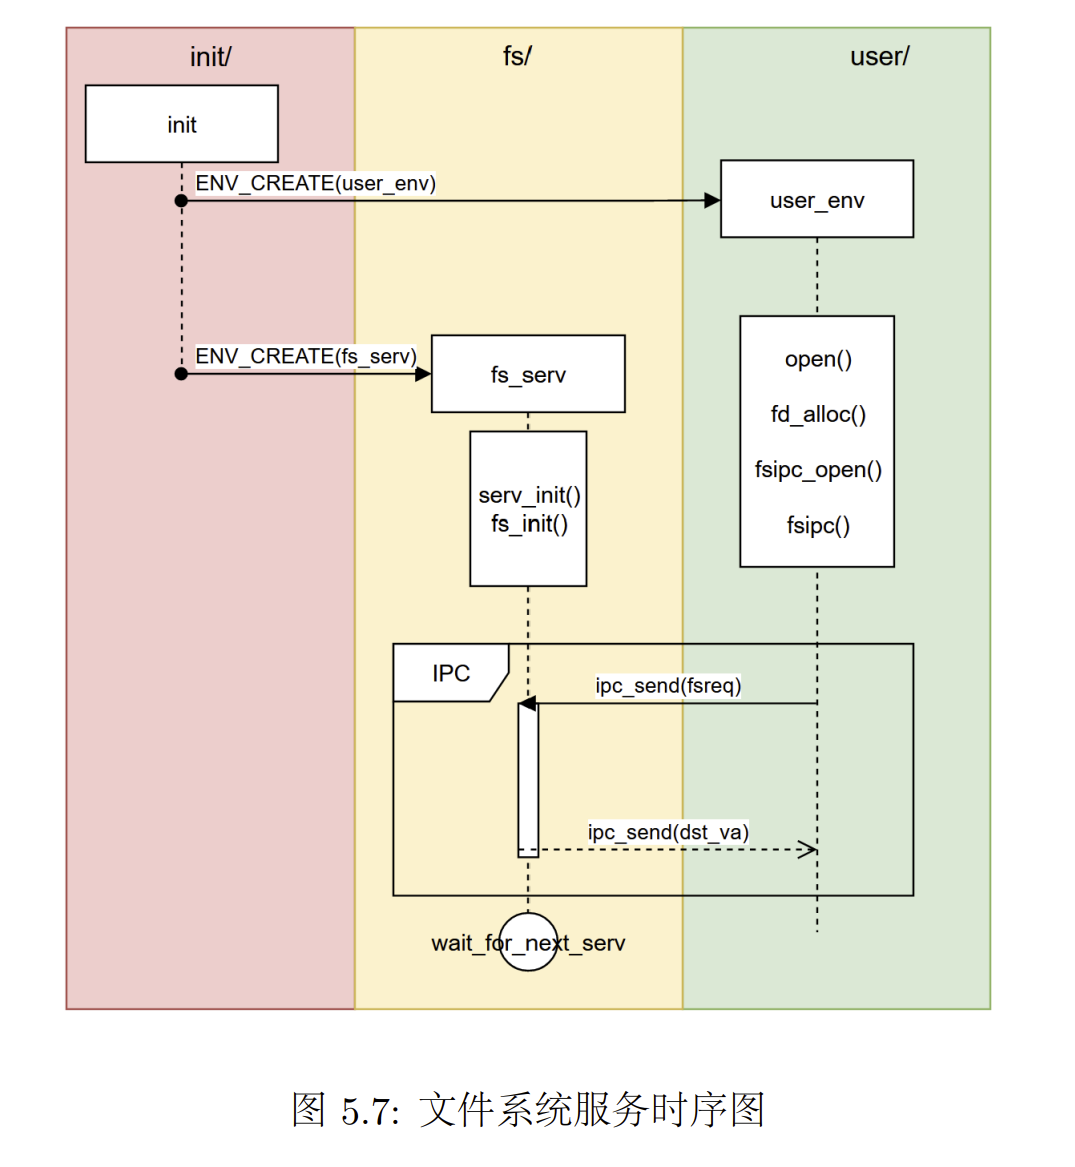 init/
fs/
user/
init
ENV_CREATE(user_env)
user_env
ENV_CREATE(fs_serv)
fs_serv
open()
fd_alloc()
fsipc_open()
fsipc()
serv_init()
fs_init()
IPC
ipc_send(fsreq)
ipc_send(dst_va)
wait_for_next_serv
图 5.7: 文件系统服务时序图